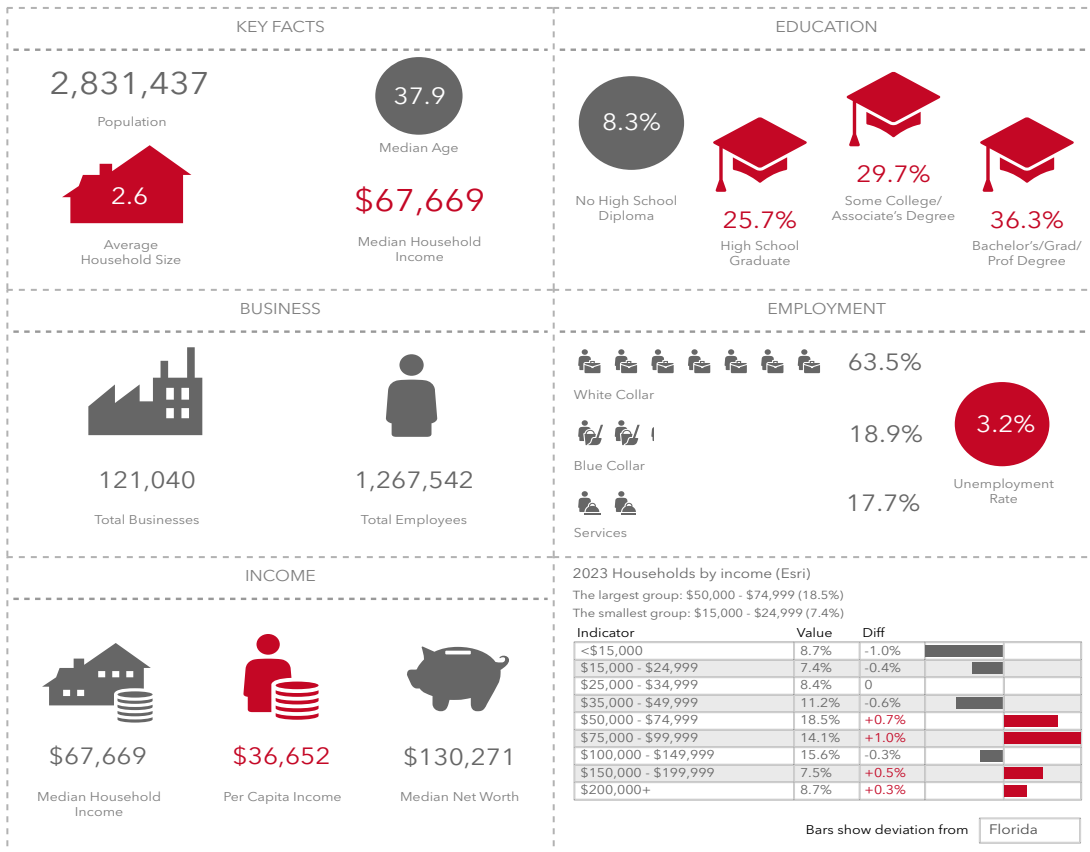 KEY FACTS
2,831,437
Population
37.9
Median Age
2.6
Average
Household Size
$67,669
Median Household
Income
EDUCATION
8.3%
No High School
Diploma
25.7%
High School
Graduate
29.7%
Some College/
Associate's Degree
36.3%
Bachelor's/Grad/
Prof Degree
BUSINESS
121,040
Total Businesses
1,267,542
Total Employees
EMPLOYMENT
63.5%
White Collar
18.9%
Blue Collar
17.7%
Services
3.2%
Unemployment
Rate
INCOME
$67,669
Median Household
Income
$36,652
Per Capita Income
$130,271
Median Net Worth
2023 Households by income (Esri)
The largest group: $50,000 - $74,999 (18.5%)
The smallest group: $15,000 - $24,999 (7.4%)
Indicator Value Diff
<$15,000 8.7% -1.0%
$15,000 - $24,999 7.4% -0.4%
$25,000 - $34,999 8.4% 0
$35,000 - $49,999 11.2% -0.6%
$50,000 - $74,999 18.5% +0.7%
$75,000 - $99,999 14.1% +1.0%
$100,000 - $149,999 15.6% -0.3%
$150,000 - $199,999 7.5% +0.5%
$200,000+ 8.7% +0.3%
Bars show deviation from Florida